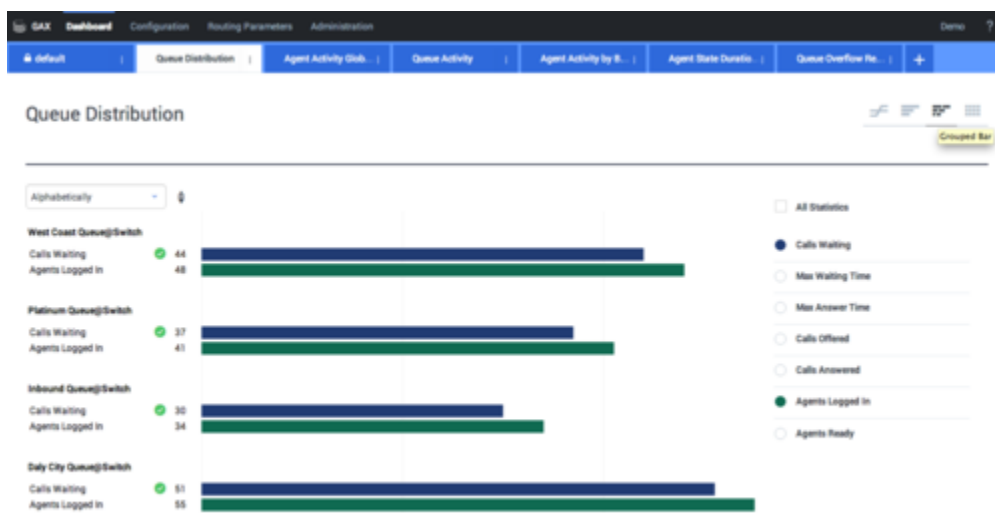 GAX Dashboard Configuration Routing Parameters Administration Demo ?
default Queue Distribution Agent Activity Glob... Queue Activity Agent Activity by B... Agent State Duratio... Queue Overflow Re... +
Queue Distribution
Grouped Bar
Alphabetically
All Statistics
West Coast Queue@Switch
Calls Waiting 44
Agents Logged In 48
Platinum Queue@Switch
Calls Waiting 37
Agents Logged In 41
Inbound Queue@Switch
Calls Waiting 30
Agents Logged In 34
Daly City Queue@Switch
Calls Waiting 51
Agents Logged In 55
Calls Waiting
Max Waiting Time
Max Answer Time
Calls Offered
Calls Answered
Agents Logged In
Agents Ready